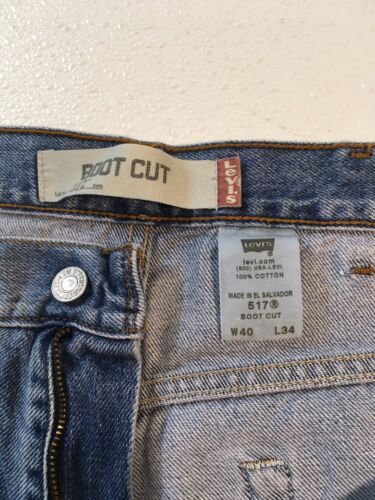 BOOT CUT
Levi's
LEVI'S
levi.com
(800) USA-LEVI
100% COTTON
MADE IN EL SALVADOR
517®
BOOT CUT
W40 L34